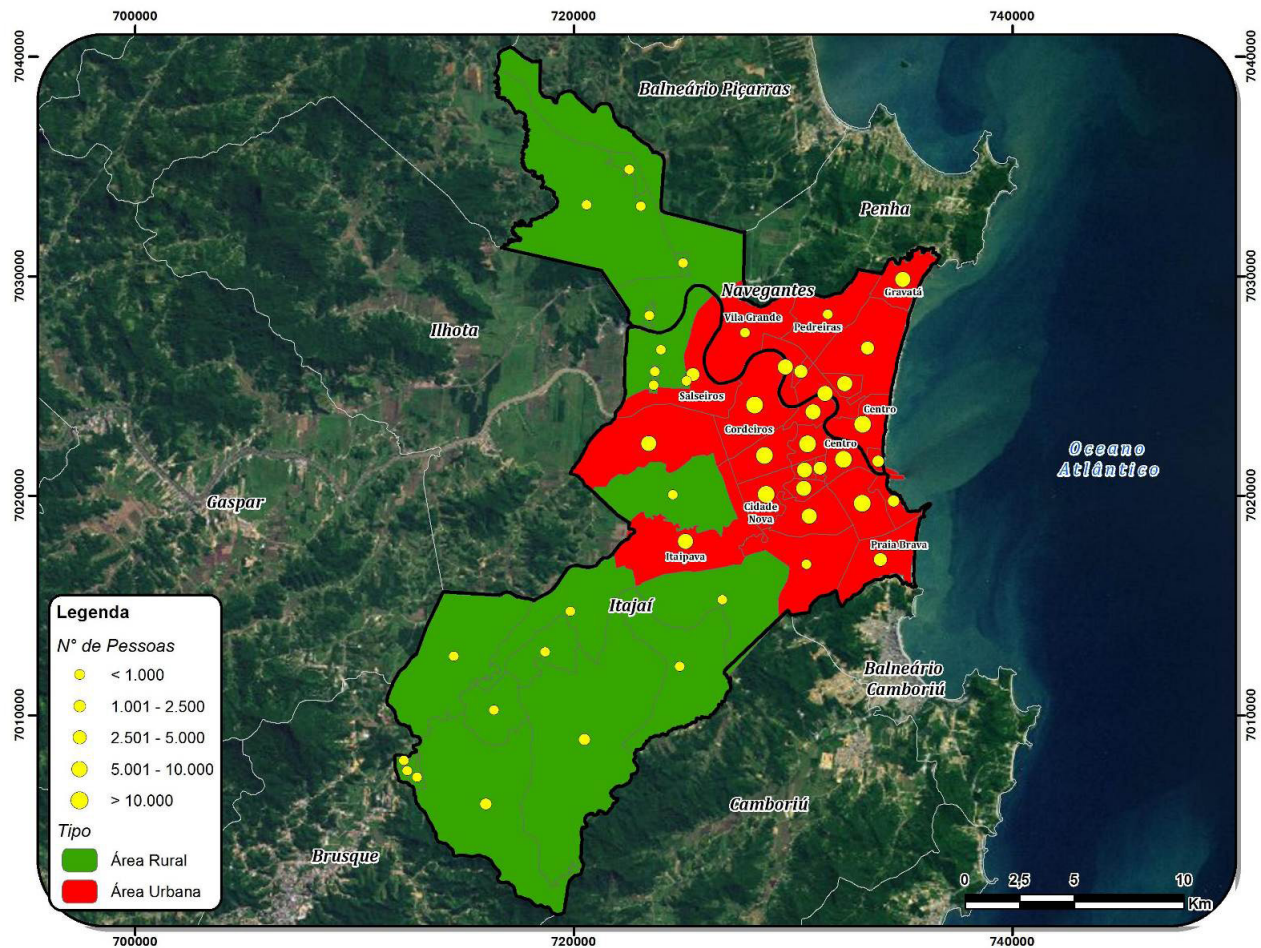 700000
720000
740000
7040000
7040000
Balneário Piçarras
Penha
7030000
7030000
Navegantes
Gravatá
Vila Grande
Pedreiras
Ilhota
Salseiros
Centro
Cordeiros
Centro
Oceano
Atlântico
Gaspar
7020000
7020000
Cidade
Nova
Praia Brava
Itaipava
Itajaí
Legenda
N° de Pessoas
< 1.000
1.001 - 2.500
2.501 - 5.000
5.001 - 10.000
> 10.000
Tipo
Área Rural
Área Urbana
Balneário
Camboriú
7010000
7010000
Camboriú
Brusque
0
2,5
5
10
Km
700000
720000
740000